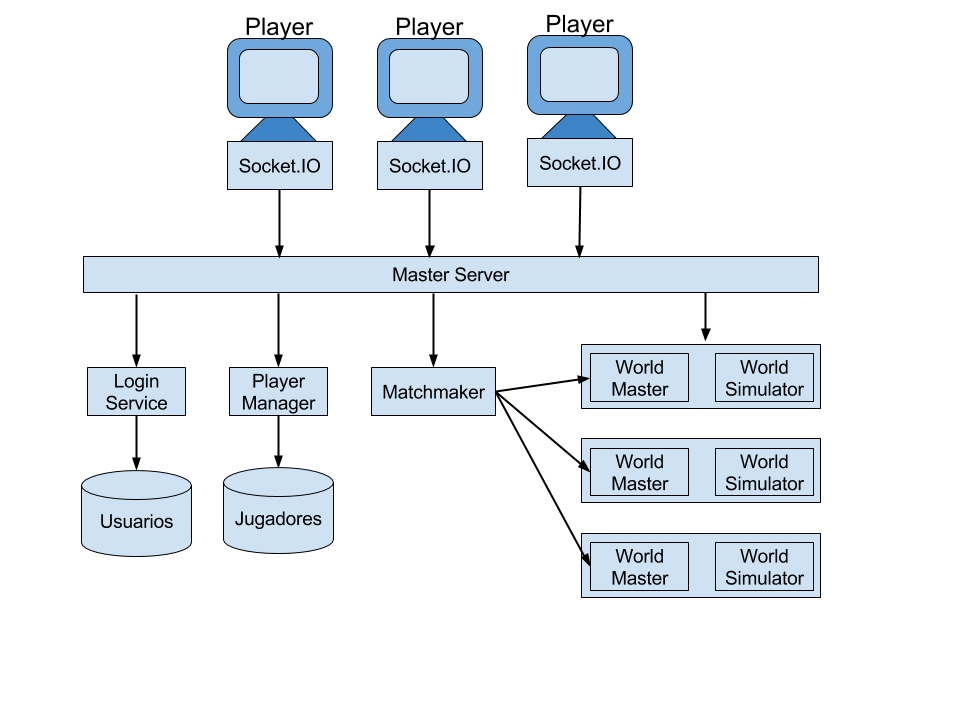 Player
Player
Player
Socket.IO
Socket.IO
Socket.IO
Master Server
Login
Service
Player
Manager
Matchmaker
World
Master
World
Simulator
World
Master
World
Simulator
World
Master
World
Simulator
Usuarios
Jugadores